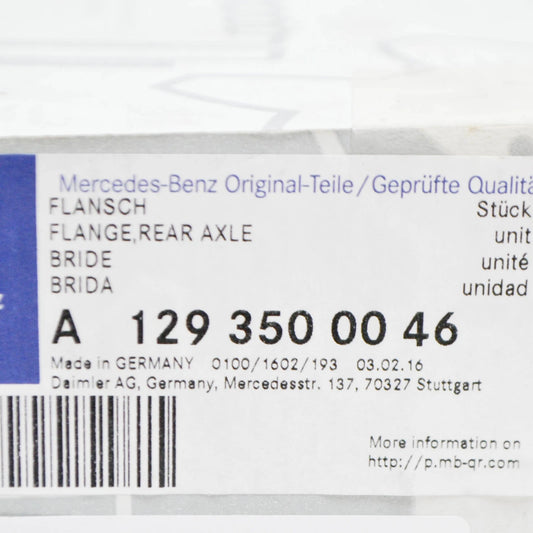 Mercedes-Benz Original-Teile/Geprüfte Qualitä
FLANSCH Stück
FLANGE,REAR AXLE unit
BRIDE unité
BRIDA unidad
A 129 350 00 46
Made in GERMANY 0100/1602/193 03.02.16
Daimler AG, Germany, Mercedesstr. 137, 70327 Stuttgart
More information on
http://p.mb-qr.com